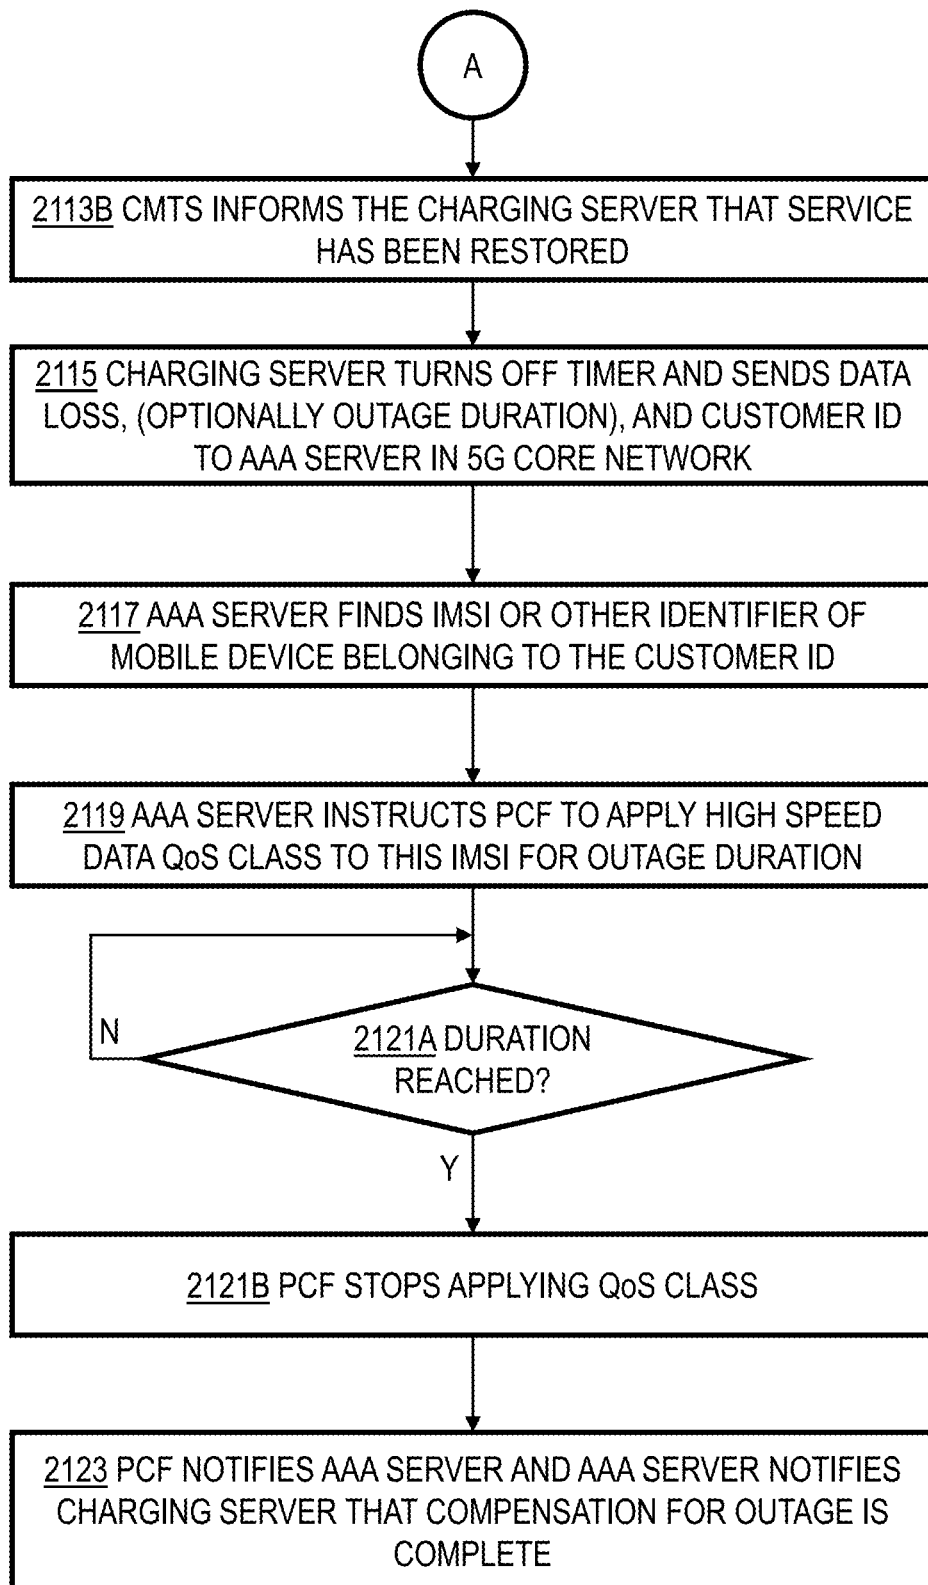 A
2113B CMTS INFORMS THE CHARGING SERVER THAT SERVICE
HAS BEEN RESTORED
2115 CHARGING SERVER TURNS OFF TIMER AND SENDS DATA
LOSS, (OPTIONALLY OUTAGE DURATION), AND CUSTOMER ID
TO AAA SERVER IN 5G CORE NETWORK
2117 AAA SERVER FINDS IMSI OR OTHER IDENTIFIER OF
MOBILE DEVICE BELONGING TO THE CUSTOMER ID
2119 AAA SERVER INSTRUCTS PCF TO APPLY HIGH SPEED
DATA QoS CLASS TO THIS IMSI FOR OUTAGE DURATION
N
2121A DURATION
REACHED?
Y
2121B PCF STOPS APPLYING QoS CLASS
2123 PCF NOTIFIES AAA SERVER AND AAA SERVER NOTIFIES
CHARGING SERVER THAT COMPENSATION FOR OUTAGE IS
COMPLETE